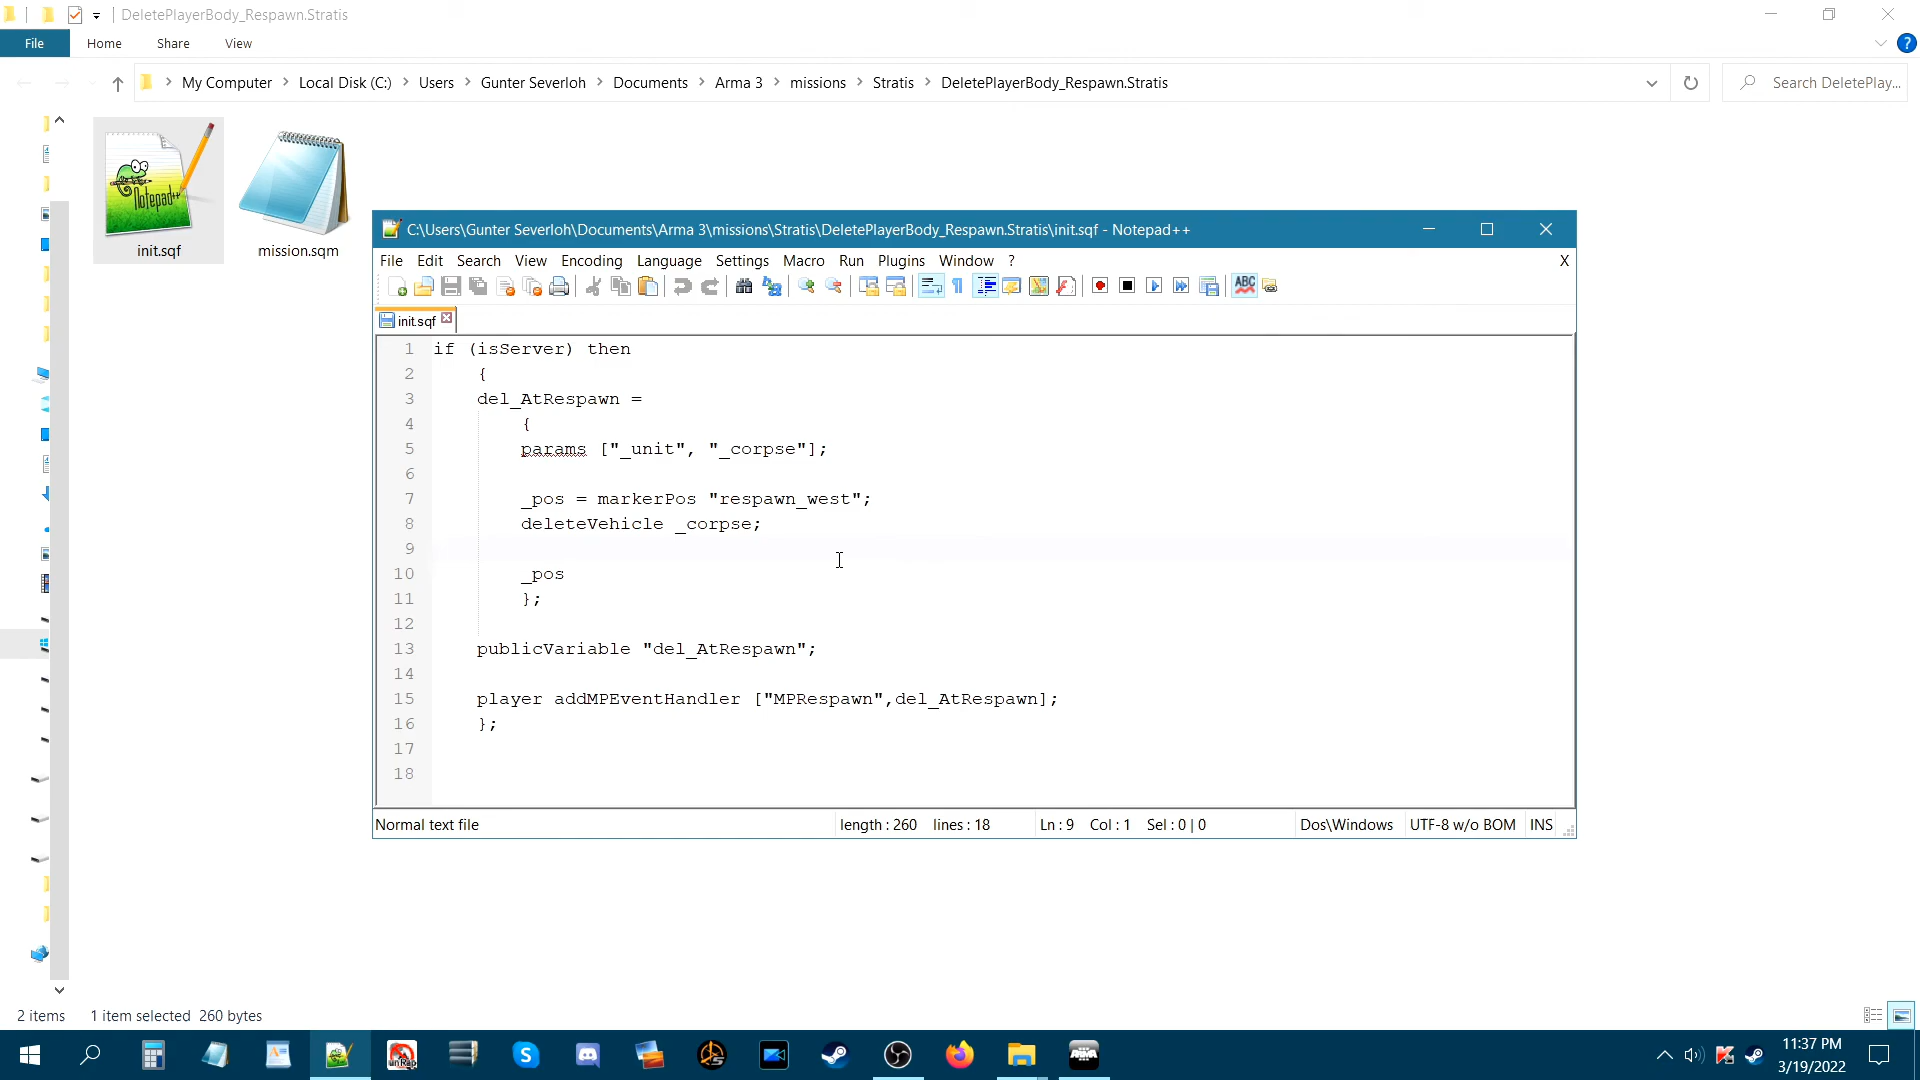 DeletePlayerBody_Respawn.Stratis
File Home Share View
My Computer Local Disk (C:) Users Gunter Severloh Documents Arma 3 missions Stratis DeletePlayerBody_Respawn.Stratis
Search DeletePlay...
Notepad++
init.sqf
mission.sqm
C:\Users\Gunter Severloh\Documents\Arma 3\missions\Stratis\DeletePlayerBody_Respawn.Stratis\init.sqf - Notepad++
File Edit Search View Encoding Language Settings Macro Run Plugins Window ? X
ABC
init.sqf
1 if (isServer) then
2 {
3 del_AtRespawn =
4 {
5 params ["_unit", "_corpse"];
6
7 _pos = markerPos "respawn_west";
8 deleteVehicle _corpse;
9
10 _pos
11 };
12
13 publicVariable "del_AtRespawn";
14
15 player addMPEventHandler ["MPRespawn",del_AtRespawn];
16 };
17
18
Normal text file length : 260 lines : 18 Ln : 9 Col : 1 Sel : 0 | 0 Dos\Windows UTF-8 w/o BOM INS
2 items 1 item selected 260 bytes
unRap
ARMA
11:37 PM
3/19/2022